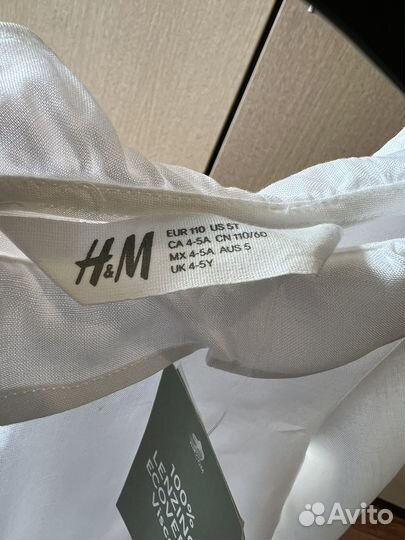 H&M
EUR 110 US 5T
CA 4-5A CN 110/60
MX 4-5A AUS 5
UK 4-5Y
100%
Avito